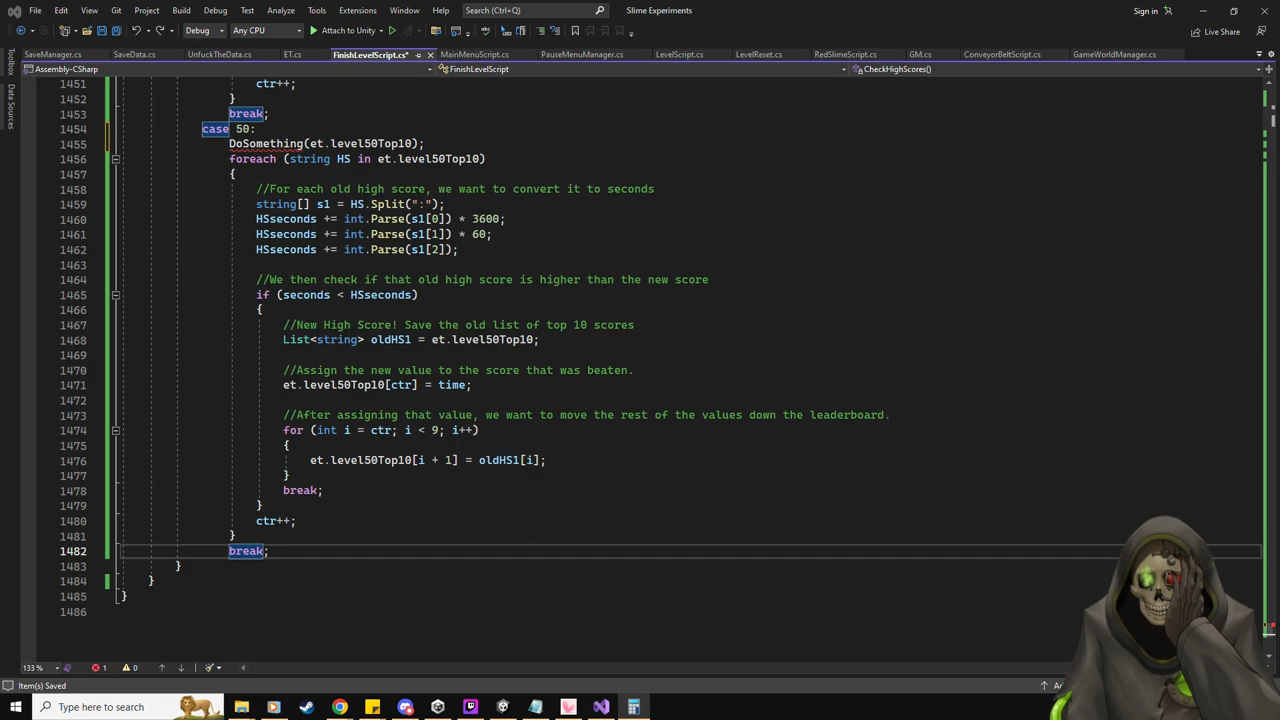 File Edit View Git Project Build Debug Test Analyze Tools Extensions Window Help Search (Ctrl+Q) Slime Experiments Sign in
Debug Any CPU Attach to Unity Live Share
SaveManager.cs SaveData.cs UnfuckTheData.cs ET.cs FinishLevelScript.cs* MainMenuScript.cs PauseMenuManager.cs LevelScript.cs LevelReset.cs RedSlimeScript.cs GM.cs ConveyorBeltScript.cs GameWorldManager.cs
Assembly-CSharp FinishLevelScript CheckHighScores()
Toolbox
Data Sources
1451 ctr++;
1452 }
1453 break;
1454 case 50:
1455 DoSomething(et.level50Top10);
1456 foreach (string HS in et.level50Top10)
1457 {
1458 //For each old high score, we want to convert it to seconds
1459 string[] s1 = HS.Split(":");
1460 HSseconds += int.Parse(s1[0]) * 3600;
1461 HSseconds += int.Parse(s1[1]) * 60;
1462 HSseconds += int.Parse(s1[2]);
1463
1464 //We then check if that old high score is higher than the new score
1465 if (seconds < HSseconds)
1466 {
1467 //New High Score! Save the old list of top 10 scores
1468 List<string> oldHS1 = et.level50Top10;
1469
1470 //Assign the new value to the score that was beaten.
1471 et.level50Top10[ctr] = time;
1472
1473 //After assigning that value, we want to move the rest of the values down the leaderboard.
1474 for (int i = ctr; i < 9; i++)
1475 {
1476 et.level50Top10[i + 1] = oldHS1[i];
1477 }
1478 break;
1479 }
1480 ctr++;
1481 }
1482 break;
1483 }
1484 }
1485 }
1486
133 % 1 0
Item(s) Saved
Type here to search